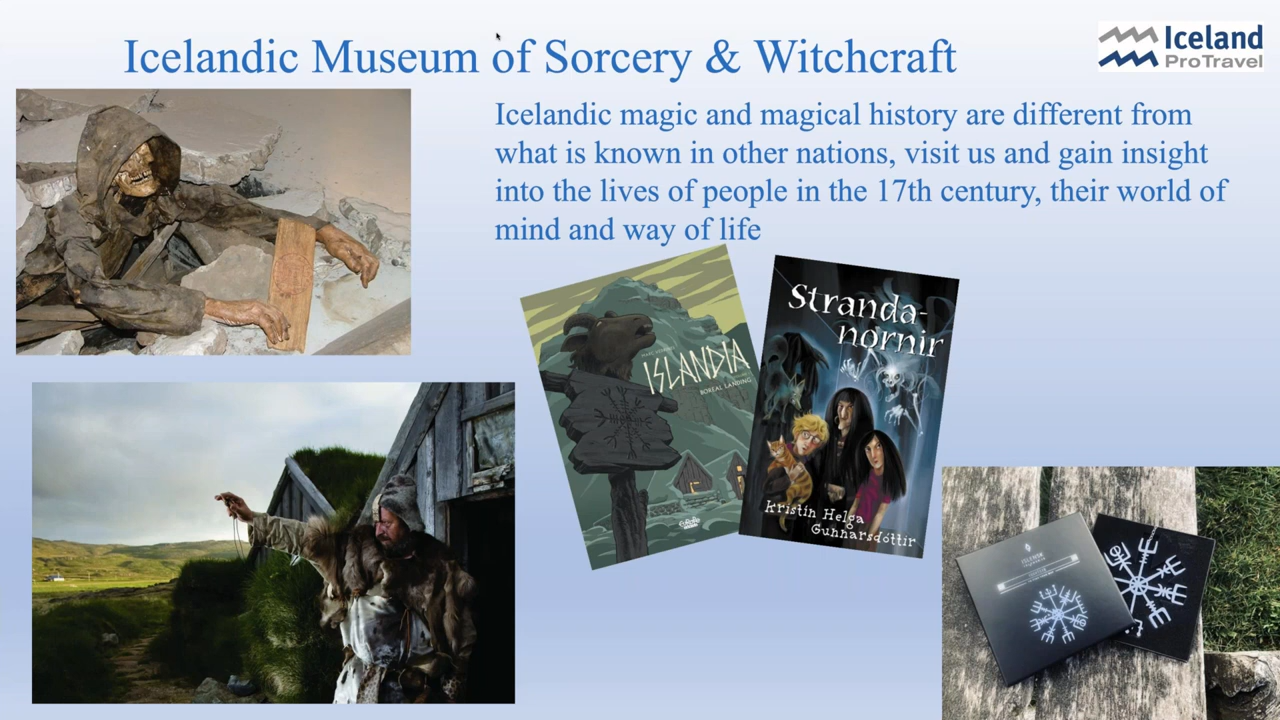 Icelandic Museum of Sorcery & Witchcraft
Iceland
ProTravel
Icelandic magic and magical history are different from
what is known in other nations, visit us and gain insight
into the lives of people in the 17th century, their world of
mind and way of life
ISLANDIA
BOREAL LANDING
Stranda-
nornir
Kristín Helga
Gunnarsdóttir